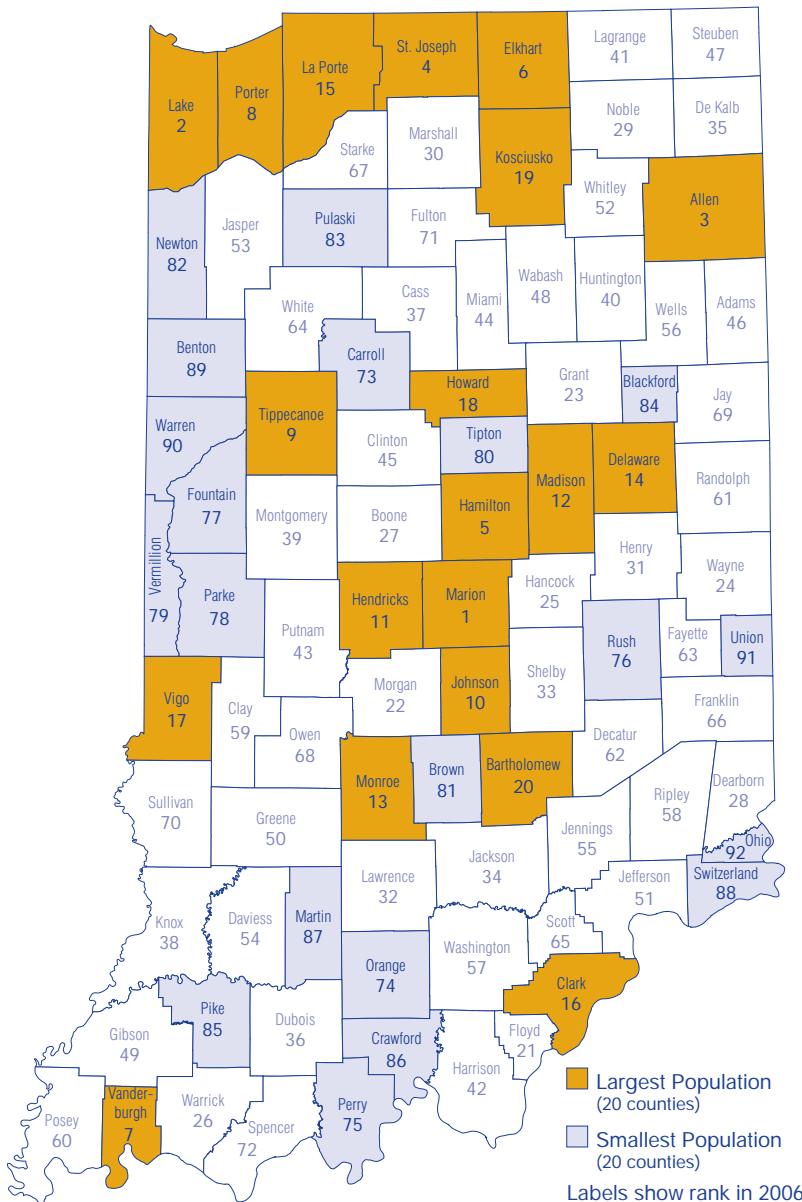 Lake
2
Porter
8
La Porte
15
St. Joseph
4
Elkhart
6
Lagrange
41
Steuben
47
Noble
29
De Kalb
35
Starke
67
Marshall
30
Kosciusko
19
Whitley
52
Allen
3
Newton
82
Jasper
53
Pulaski
83
Fulton
71
White
64
Cass
37
Miami
44
Wabash
48
Huntington
40
Wells
56
Adams
46
Benton
89
Carroll
73
Howard
18
Grant
23
Blackford
84
Jay
69
Warren
90
Tippecanoe
9
Clinton
45
Tipton
80
Madison
12
Delaware
14
Randolph
61
Fountain
77
Montgomery
39
Boone
27
Hamilton
5
Henry
31
Wayne
24
Vermillion
79
Parke
78
Putnam
43
Hendricks
11
Marion
1
Hancock
25
Rush
76
Fayette
63
Union
91
Vigo
17
Clay
59
Owen
68
Morgan
22
Johnson
10
Shelby
33
Decatur
62
Franklin
66
Sullivan
70
Greene
50
Monroe
13
Brown
81
Bartholomew
20
Jennings
55
Ripley
58
Dearborn
28
Ohio
92
Switzerland
88
Knox
38
Daviess
54
Martin
87
Lawrence
32
Jackson
34
Jefferson
51
Scott
65
Washington
57
Orange
74
Clark
16
Gibson
49
Pike
85
Dubois
36
Crawford
86
Harrison
42
Floyd
21
Posey
60
Vander-
burgh
7
Warrick
26
Spencer
72
Perry
75
Largest Population
(20 counties)
Smallest Population
(20 counties)
Labels show rank in 2006